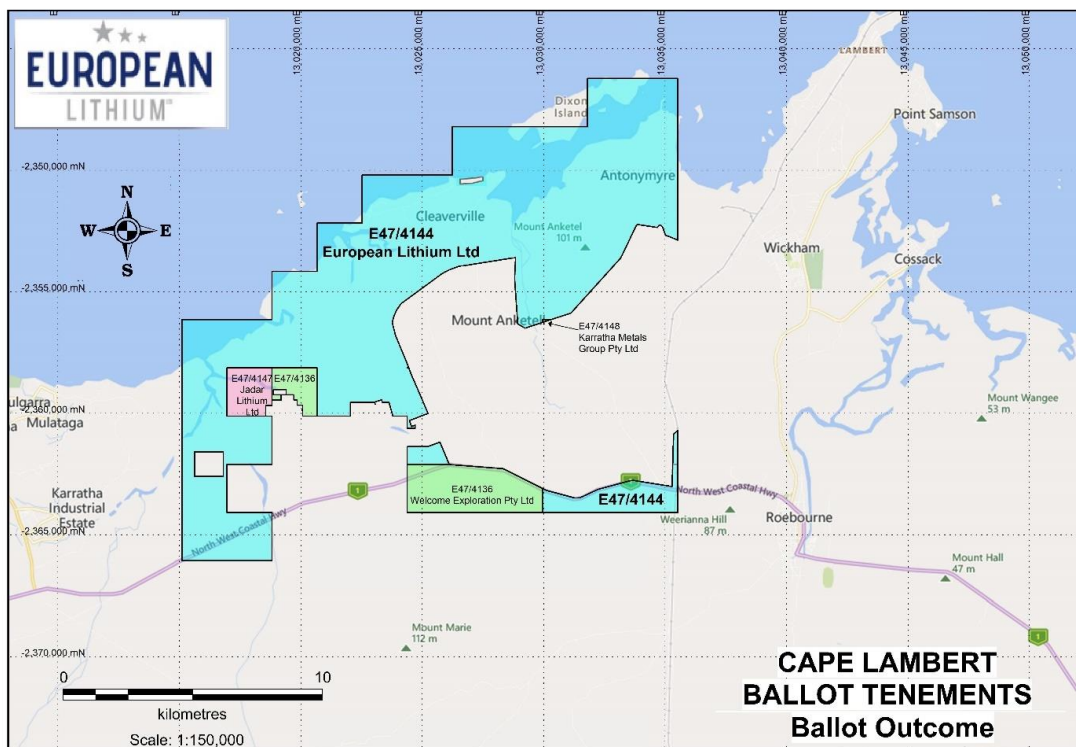 EUROPEAN
LITHIUM
13,020,000 mE
13,025,000 mE
13,030,000 mE
13,035,000 mE
13,040,000 mE
13,045,000 mE
13,050,000 mE
LAMBERT
Dixon
Island
Point Samson
-2,350,000 mN
Antonymyre
N
W E
S
Cleaverville
E47/4144
European Lithium Ltd
Mount Anketel
101 m
Wickham
Cossack
-2,355,000 mN
Mount Anketell
E47/4148
Karratha Metals
Group Pty Ltd
E47/4147
Jadar
Lithium
Ltd
E47/4136
-2,360,000 mN
Mulataga
Mount Wangee
53 m
Karratha
Industrial
Estate
1
North West Coastal Hwy
E47/4136
Welcome Exploration Pty Ltd
E47/4144
North West Coastal Hwy
Weerianna Hill
87 m
Roebourne
-2,365,000 mN
Mount Hall
47 m
Mount Marie
112 m
1
-2,370,000 mN
0 10
kilometres
Scale: 1:150,000
CAPE LAMBERT
BALLOT TENEMENTS
Ballot Outcome